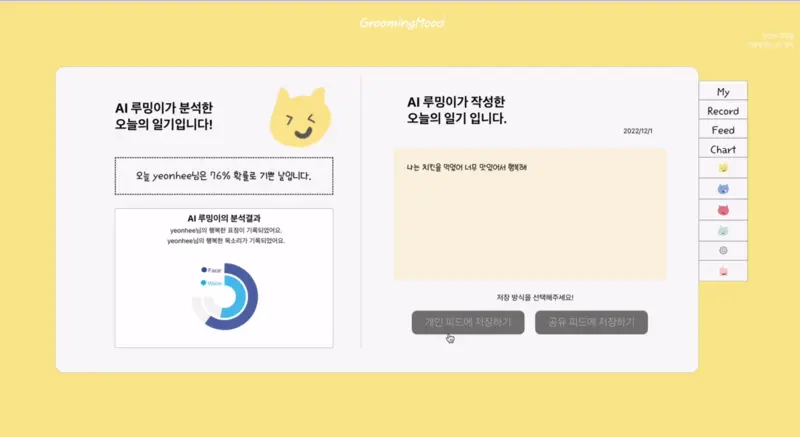 GroomingMood
AI 루밍이가 분석한
오늘의 일기입니다!
오늘 yeonhee님은 76% 확률로 기쁜 날입니다.
AI 루밍이의 분석결과
yeonhee님의 행복한 표정이 기록되었어요.
yeonhee님의 행복한 목소리가 기록되었어요.
Face
Voice
AI 루밍이가 작성한
오늘의 일기 입니다.
2022/12/1
나는 치킨을 먹었어 너무 맛있어서 행복해
저장 방식을 선택해주세요!
개인 피드에 저장하기
공유 피드에 저장하기
My
Record
Feed
Chart